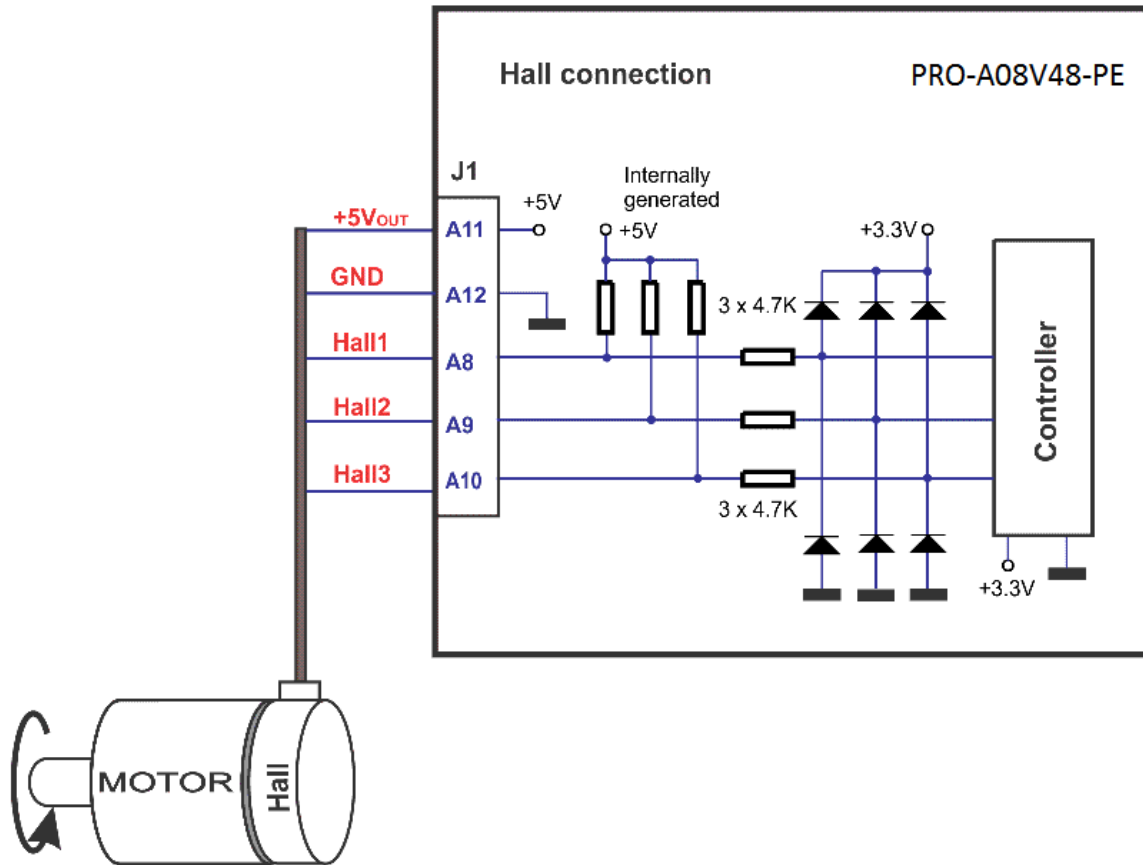 Hall connection
PRO-A08V48-PE
J1
Internally
generated
+5V
+5V
+3.3V
+5VOUT
A11
GND
A12
3 x 4.7K
Hall1
A8
Hall2
A9
Hall3
A10
3 x 4.7K
Controller
+3.3V
MOTOR
Hall